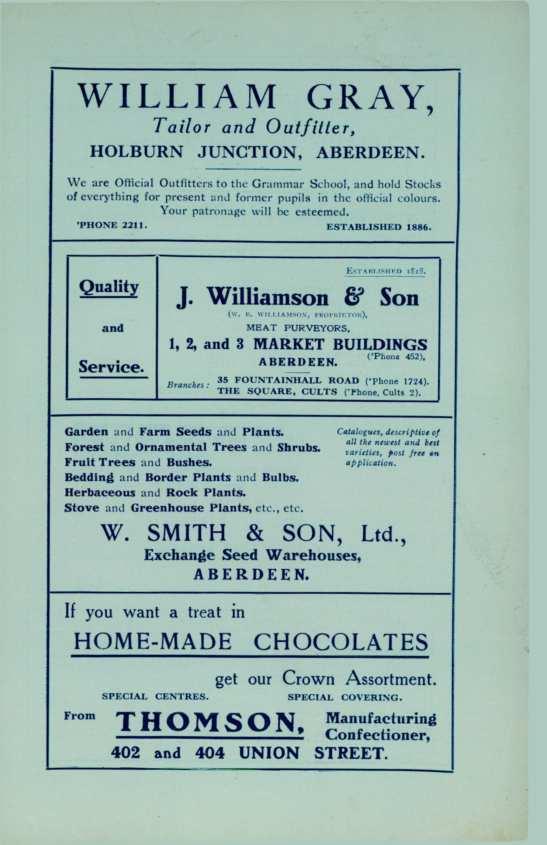 WILLIAM GRAY,
Tailor and Outfitter,
HOLBURN JUNCTION, ABERDEEN.
We are Official Outfitters to the Grammar School, and hold Stocks
of everything for present and former pupils in the official colours.
Your patronage will be esteemed.
'PHONE 2211. ESTABLISHED 1886.
Quality
and
Service.
ESTABLISHED 1828.
J. Williamson & Son
(W. E. WILLIAMSON, PROPRIETOR),
MEAT PURVEYORS,
1, 2, and 3 MARKET BUILDINGS
ABERDEEN. ('Phone 452),
Branches: 35 FOUNTAINHALL ROAD ('Phone 1724).
THE SQUARE, CULTS ('Phone, Cults 2).
Garden and Farm Seeds and Plants.
Forest and Ornamental Trees and Shrubs.
Fruit Trees and Bushes.
Bedding and Border Plants and Bulbs.
Herbaceous and Rock Plants.
Stove and Greenhouse Plants, etc., etc.
Catalogues, descriptive of
all the newest and best
varieties, post free on
application.
W. SMITH & SON, Ltd.,
Exchange Seed Warehouses,
ABERDEEN.
If you want a treat in
HOME-MADE CHOCOLATES
get our Crown Assortment.
SPECIAL CENTRES. SPECIAL COVERING.
From THOMSON, Manufacturing
Confectioner,
402 and 404 UNION STREET.